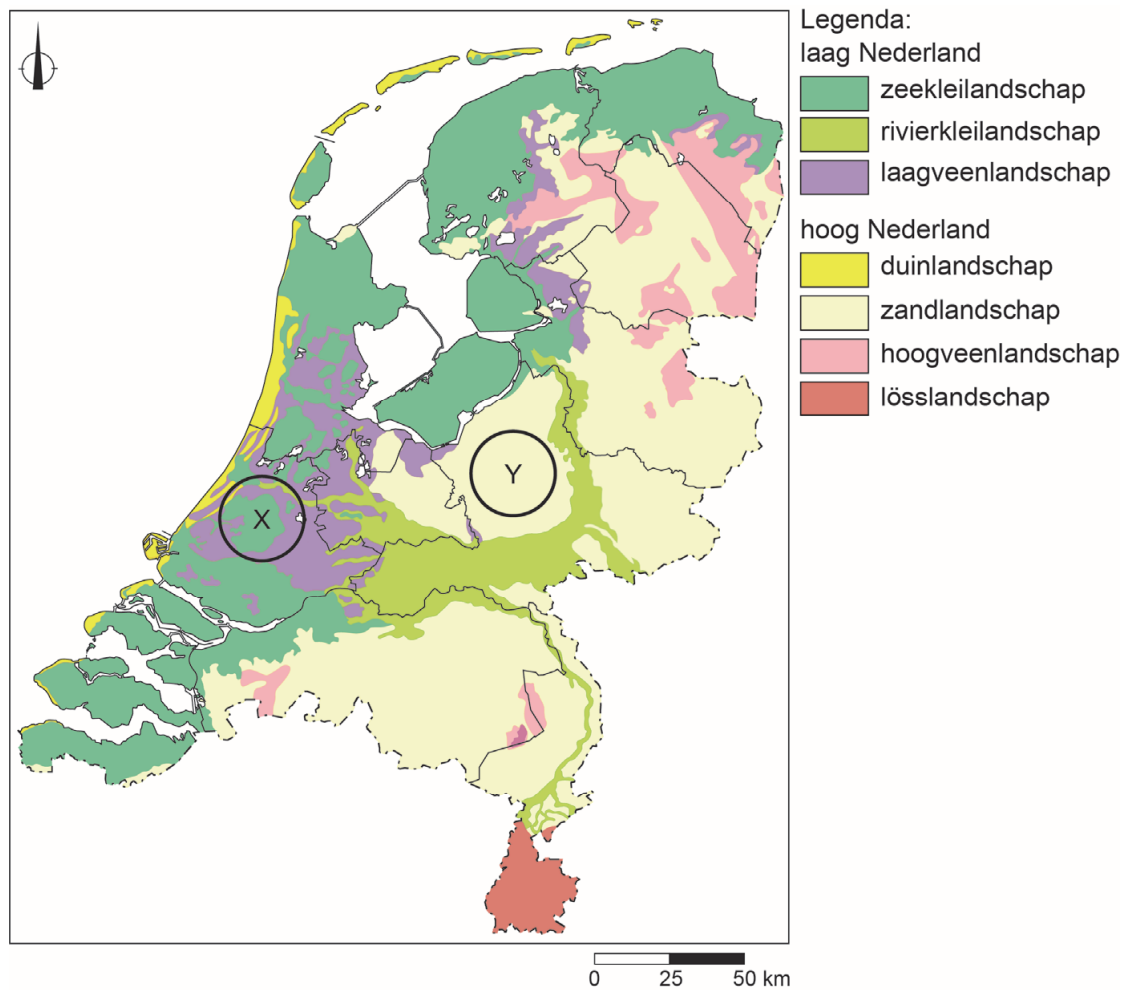 Legenda:
laag Nederland
zeekleilandschap
rivierkleilandschap
laagveenlandschap
hoog Nederland
duinlandschap
zandlandschap
hoogveenlandschap
lösslandschap
X
Y
0 25 50 km